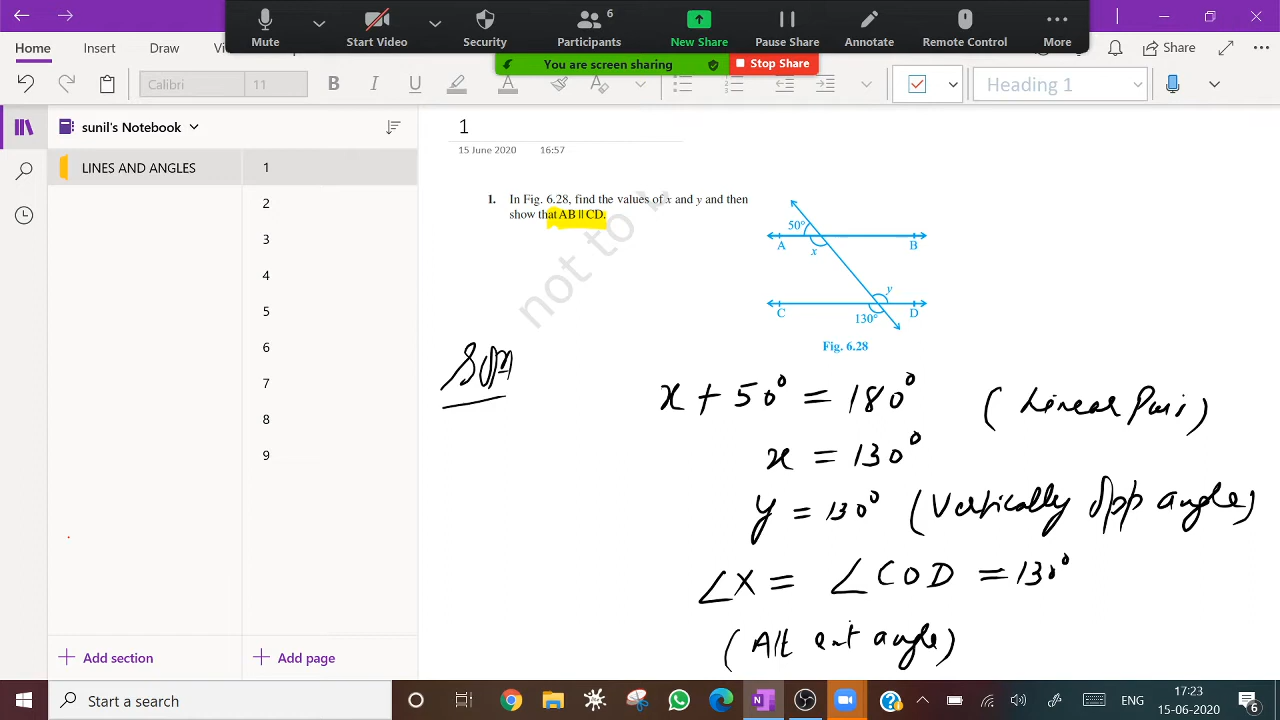 Mute
Start Video
Security
Participants 6
New Share
Pause Share
Annotate
Remote Control
More
You are screen sharing
Stop Share
Home
Insert
Draw
Share
Calibri
11
B I U
A
Heading 1
sunil's Notebook
LINES AND ANGLES
1
2
3
4
5
6
7
8
9
Add section
Add page
1
15 June 2020 16:57
1. In Fig. 6.28, find the values of x and y and then
show that AB || CD.
not to
50°
A
B
x
y
C
D
130°
Fig. 6.28
Soln
x + 50° = 180° (Linear Pair)
x = 130°
y = 130° (Vertically Opp angles)
∠X = ∠COD = 130°
(Alt ent angle)
Start a search
ENG
17:23
15-06-2020
6